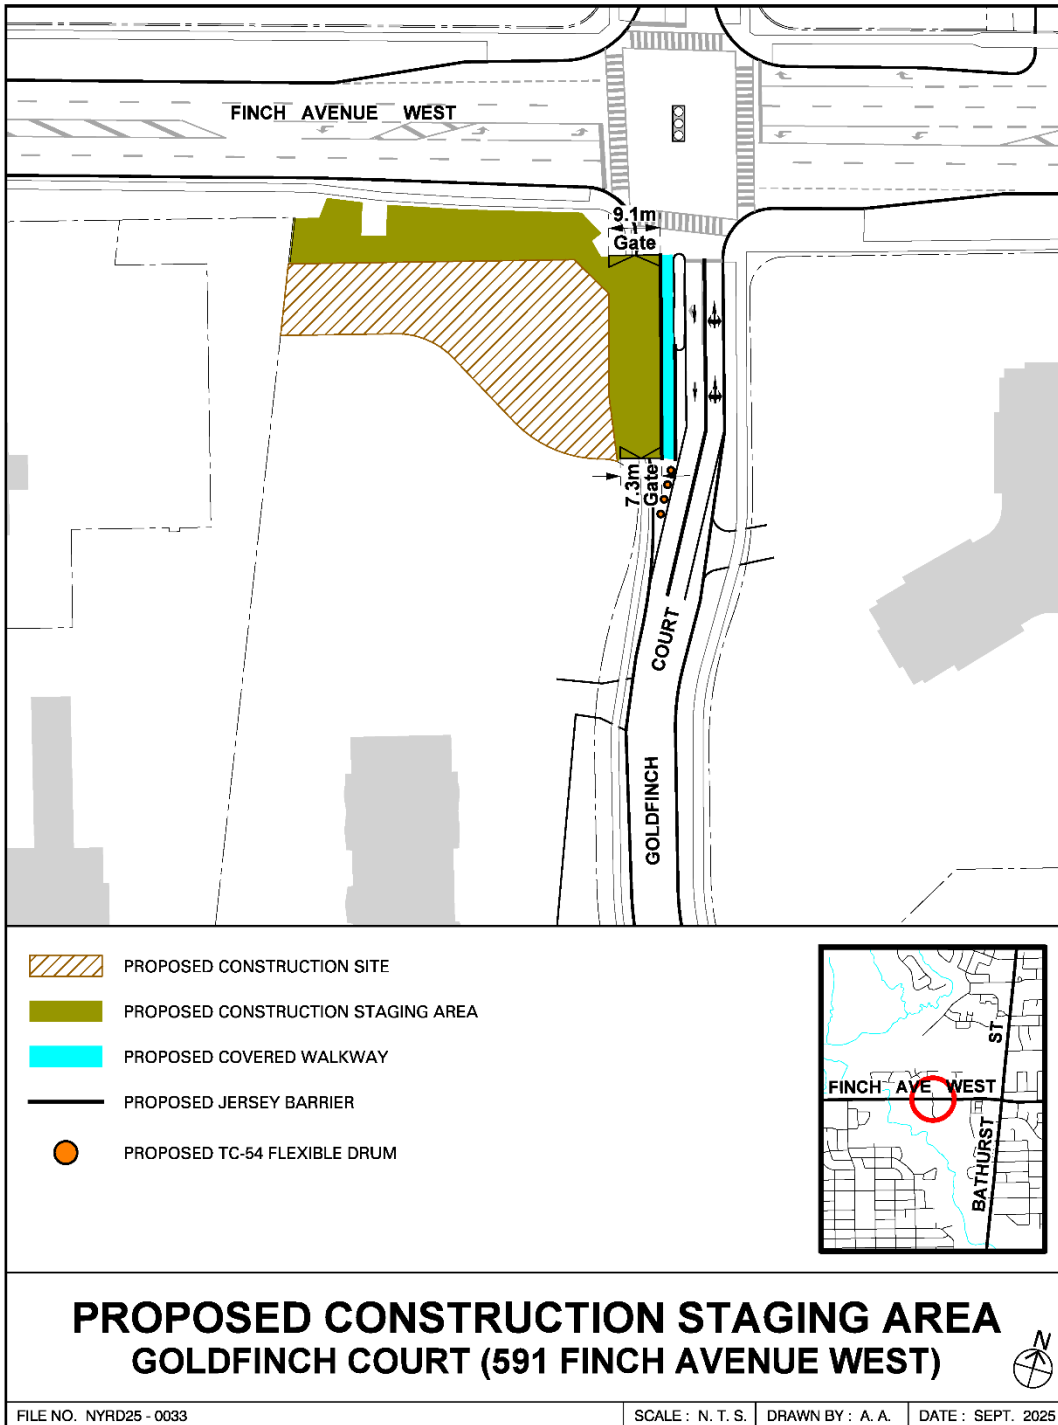 FINCH AVENUE WEST
9.1m
Gate
7.3m
Gate
COURT
GOLDFINCH
PROPOSED CONSTRUCTION SITE
PROPOSED CONSTRUCTION STAGING AREA
PROPOSED COVERED WALKWAY
PROPOSED JERSEY BARRIER
PROPOSED TC-54 FLEXIBLE DRUM
ST
FINCH AVE WEST
BATHURST
PROPOSED CONSTRUCTION STAGING AREA
GOLDFINCH COURT (591 FINCH AVENUE WEST)
N
FILE NO. NYRD25 - 0033
SCALE : N. T. S.
DRAWN BY : A. A.
DATE : SEPT. 2025